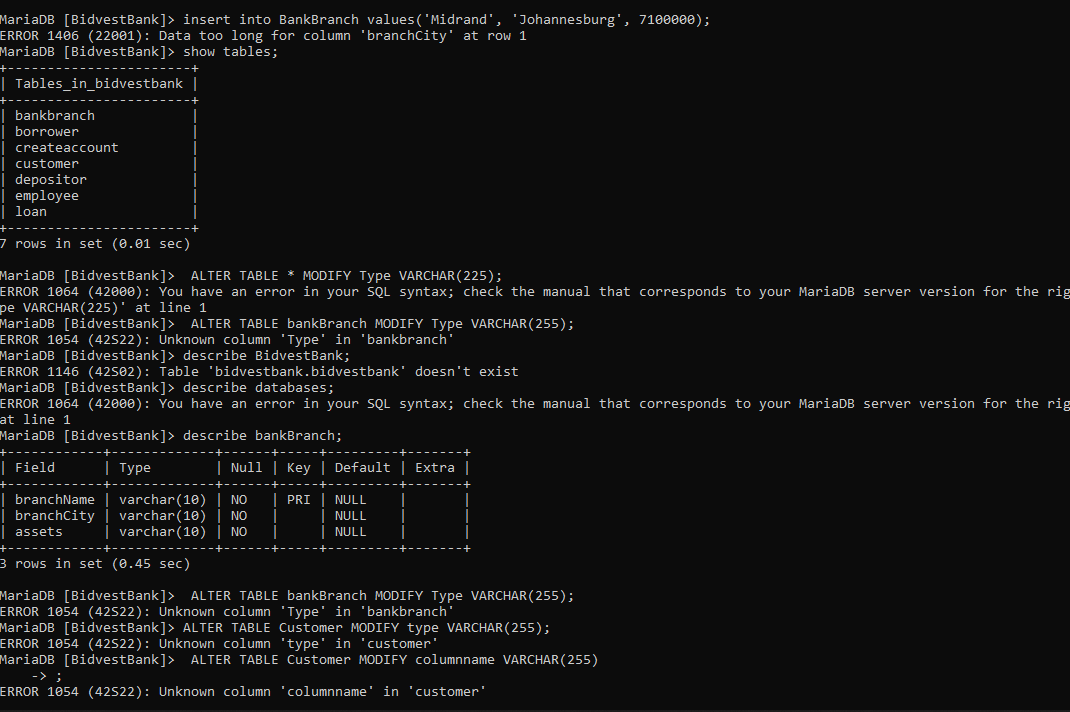 MariaDB [BidvestBank]> insert into BankBranch values('Midrand', 'Johannesburg', 7100000);
ERROR 1406 (22001): Data too long for column 'branchCity' at row 1
MariaDB [BidvestBank]> show tables;
+-----------------------+
| Tables_in_bidvestbank |
+-----------------------+
| bankbranch            |
| borrower              |
| createaccount         |
| customer              |
| depositor             |
| employee              |
| loan                  |
+-----------------------+
7 rows in set (0.01 sec)

MariaDB [BidvestBank]>  ALTER TABLE * MODIFY Type VARCHAR(225);
ERROR 1064 (42000): You have an error in your SQL syntax; check the manual that corresponds to your MariaDB server version for the rig
pe VARCHAR(225)' at line 1
MariaDB [BidvestBank]>  ALTER TABLE bankBranch MODIFY Type VARCHAR(255);
ERROR 1054 (42S22): Unknown column 'Type' in 'bankbranch'
MariaDB [BidvestBank]> describe BidvestBank;
ERROR 1146 (42S02): Table 'bidvestbank.bidvestbank' doesn't exist
MariaDB [BidvestBank]> describe databases;
ERROR 1064 (42000): You have an error in your SQL syntax; check the manual that corresponds to your MariaDB server version for the rig
at line 1
MariaDB [BidvestBank]> describe bankBranch;
+------------+-------------+------+-----+---------+-------+
| Field      | Type        | Null | Key | Default | Extra |
+------------+-------------+------+-----+---------+-------+
| branchName | varchar(10) | NO   | PRI | NULL    |       |
| branchCity | varchar(10) | NO   |     | NULL    |       |
| assets     | varchar(10) | NO   |     | NULL    |       |
+------------+-------------+------+-----+---------+-------+
3 rows in set (0.45 sec)

MariaDB [BidvestBank]>  ALTER TABLE bankBranch MODIFY Type VARCHAR(255);
ERROR 1054 (42S22): Unknown column 'Type' in 'bankbranch'
MariaDB [BidvestBank]> ALTER TABLE Customer MODIFY type VARCHAR(255);
ERROR 1054 (42S22): Unknown column 'type' in 'customer'
MariaDB [BidvestBank]>  ALTER TABLE Customer MODIFY columnname VARCHAR(255)
    -> ;
ERROR 1054 (42S22): Unknown column 'columnname' in 'customer'